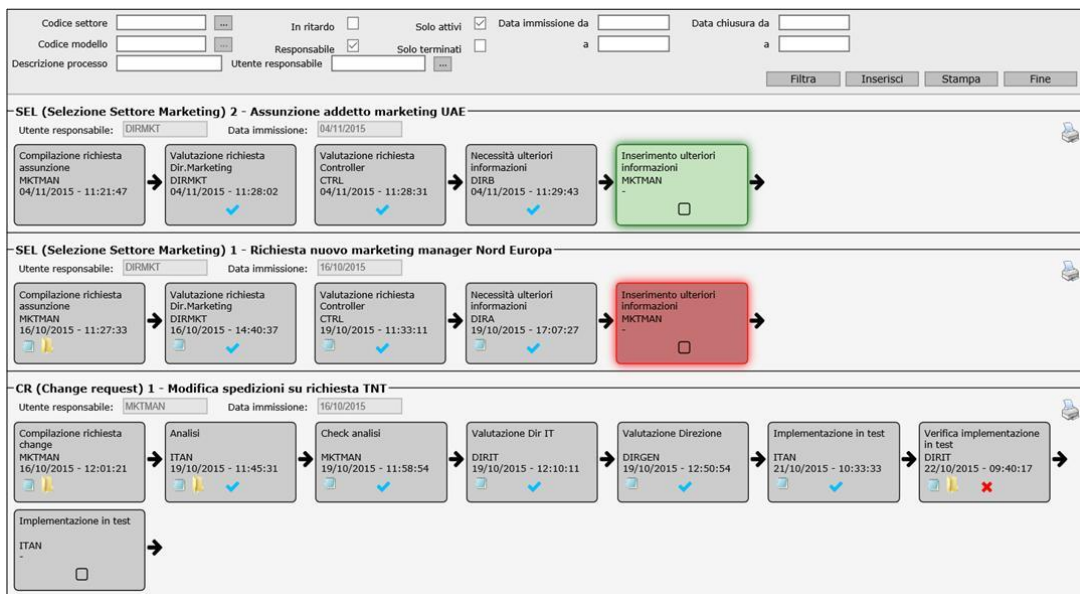 Codice settore ... In ritardo Solo attivi Data immissione da Data chiusura da
Codice modello ... Responsabile Solo terminati a a
Descrizione processo Utente responsabile ...
Filtra Inserisci Stampa Fine
SEL (Selezione Settore Marketing) 2 - Assunzione addetto marketing UAE
Utente responsabile: DIRMKT Data immissione: 04/11/2015
Compilazione richiesta
assunzione
MKTMAN
04/11/2015 - 11:21:47
Valutazione richiesta
Dir.Marketing
DIRMKT
04/11/2015 - 11:28:02
Valutazione richiesta
Controller
CTRL
04/11/2015 - 11:28:31
Necessità ulteriori
informazioni
DIRB
04/11/2015 - 11:29:43
Inserimento ulteriori
informazioni
MKTMAN
-
SEL (Selezione Settore Marketing) 1 - Richiesta nuovo marketing manager Nord Europa
Utente responsabile: DIRMKT Data immissione: 16/10/2015
Compilazione richiesta
assunzione
MKTMAN
16/10/2015 - 11:27:33
Valutazione richiesta
Dir.Marketing
DIRMKT
16/10/2015 - 14:40:37
Valutazione richiesta
Controller
CTRL
19/10/2015 - 11:33:11
Necessità ulteriori
informazioni
DIRA
19/10/2015 - 17:07:27
Inserimento ulteriori
informazioni
MKTMAN
-
CR (Change request) 1 - Modifica spedizioni su richiesta TNT
Utente responsabile: MKTMAN Data immissione: 16/10/2015
Compilazione richiesta
change
MKTMAN
16/10/2015 - 12:01:21
Analisi
ITAN
19/10/2015 - 11:45:31
Check analisi
MKTMAN
19/10/2015 - 11:58:54
Valutazione Dir IT
DIRIT
19/10/2015 - 12:10:11
Valutazione Direzione
DIRGEN
19/10/2015 - 12:50:54
Implementazione in test
ITAN
21/10/2015 - 10:33:33
Verifica implementazione
in test
DIRIT
22/10/2015 - 09:40:17
Implementazione in test
ITAN
-